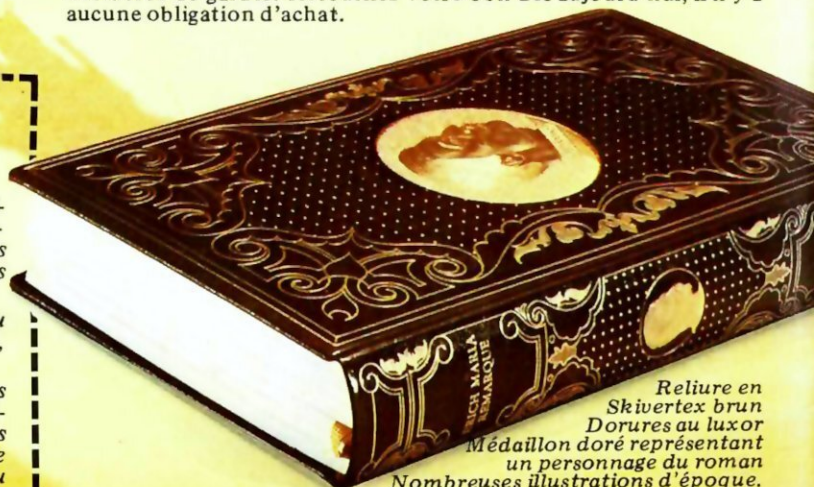 aucune obligation d'achat.
ERICH MARIA
REMARQUE
Reliure en
Skivertex brun
Dorures au luxor
Médaillon doré représentant
un personnage du roman
Nombreuses illustrations d'époque.